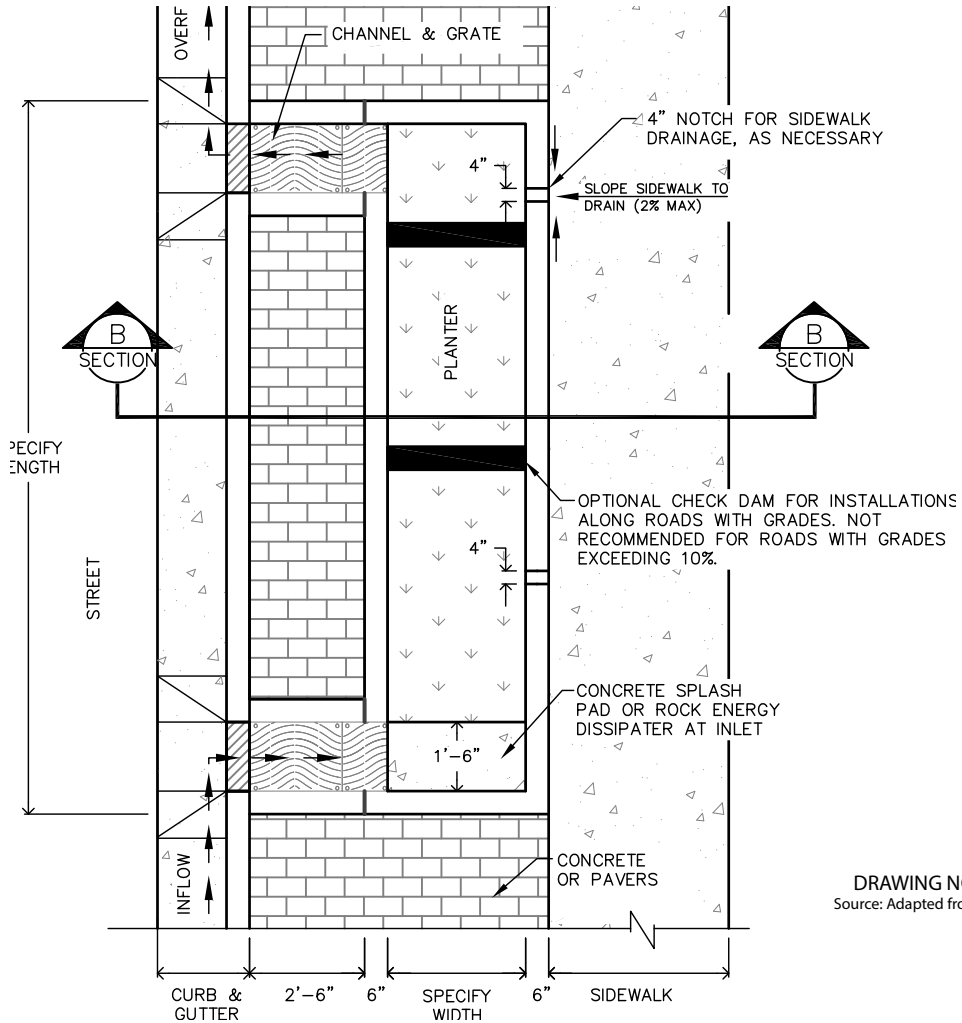 OVERF
CHANNEL & GRATE
4" NOTCH FOR SIDEWALK
DRAINAGE, AS NECESSARY
4"
SLOPE SIDEWALK TO
DRAIN (2% MAX)
B
SECTION
B
SECTION
PLANTER
PECIFY
ENGTH
STREET
OPTIONAL CHECK DAM FOR INSTALLATIONS
ALONG ROADS WITH GRADES. NOT
RECOMMENDED FOR ROADS WITH GRADES
EXCEEDING 10%.
4"
CONCRETE SPLASH
PAD OR ROCK ENERGY
DISSIPATER AT INLET
1'-6"
INFLOW
CONCRETE
OR PAVERS
DRAWING NO
Source: Adapted fro
CURB &
GUTTER
2'-6"
6"
SPECIFY
WIDTH
6"
SIDEWALK